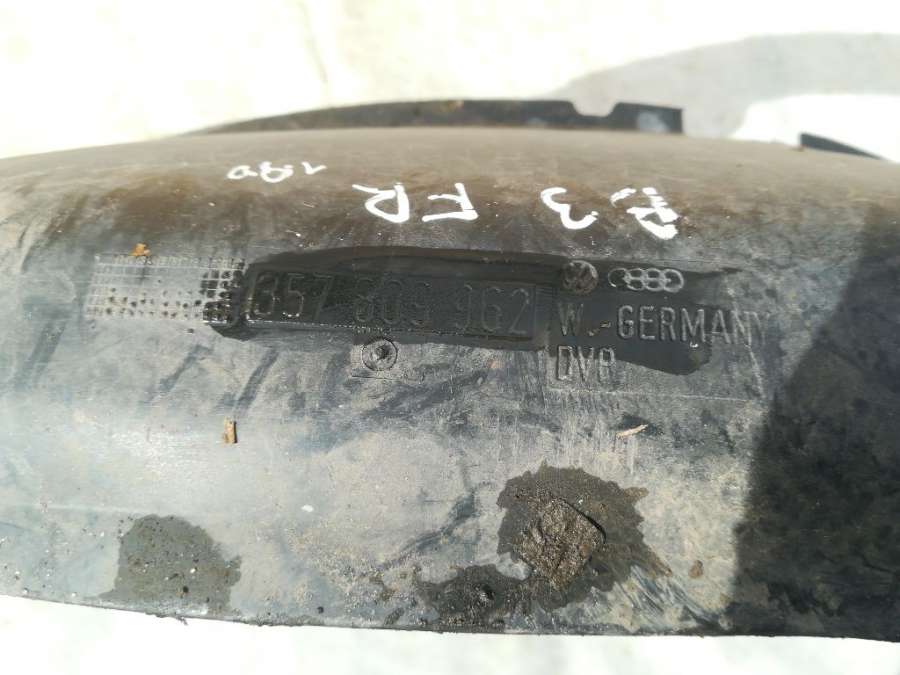 B3 FR
180
357 809 962
W.-GERMANY
DVP